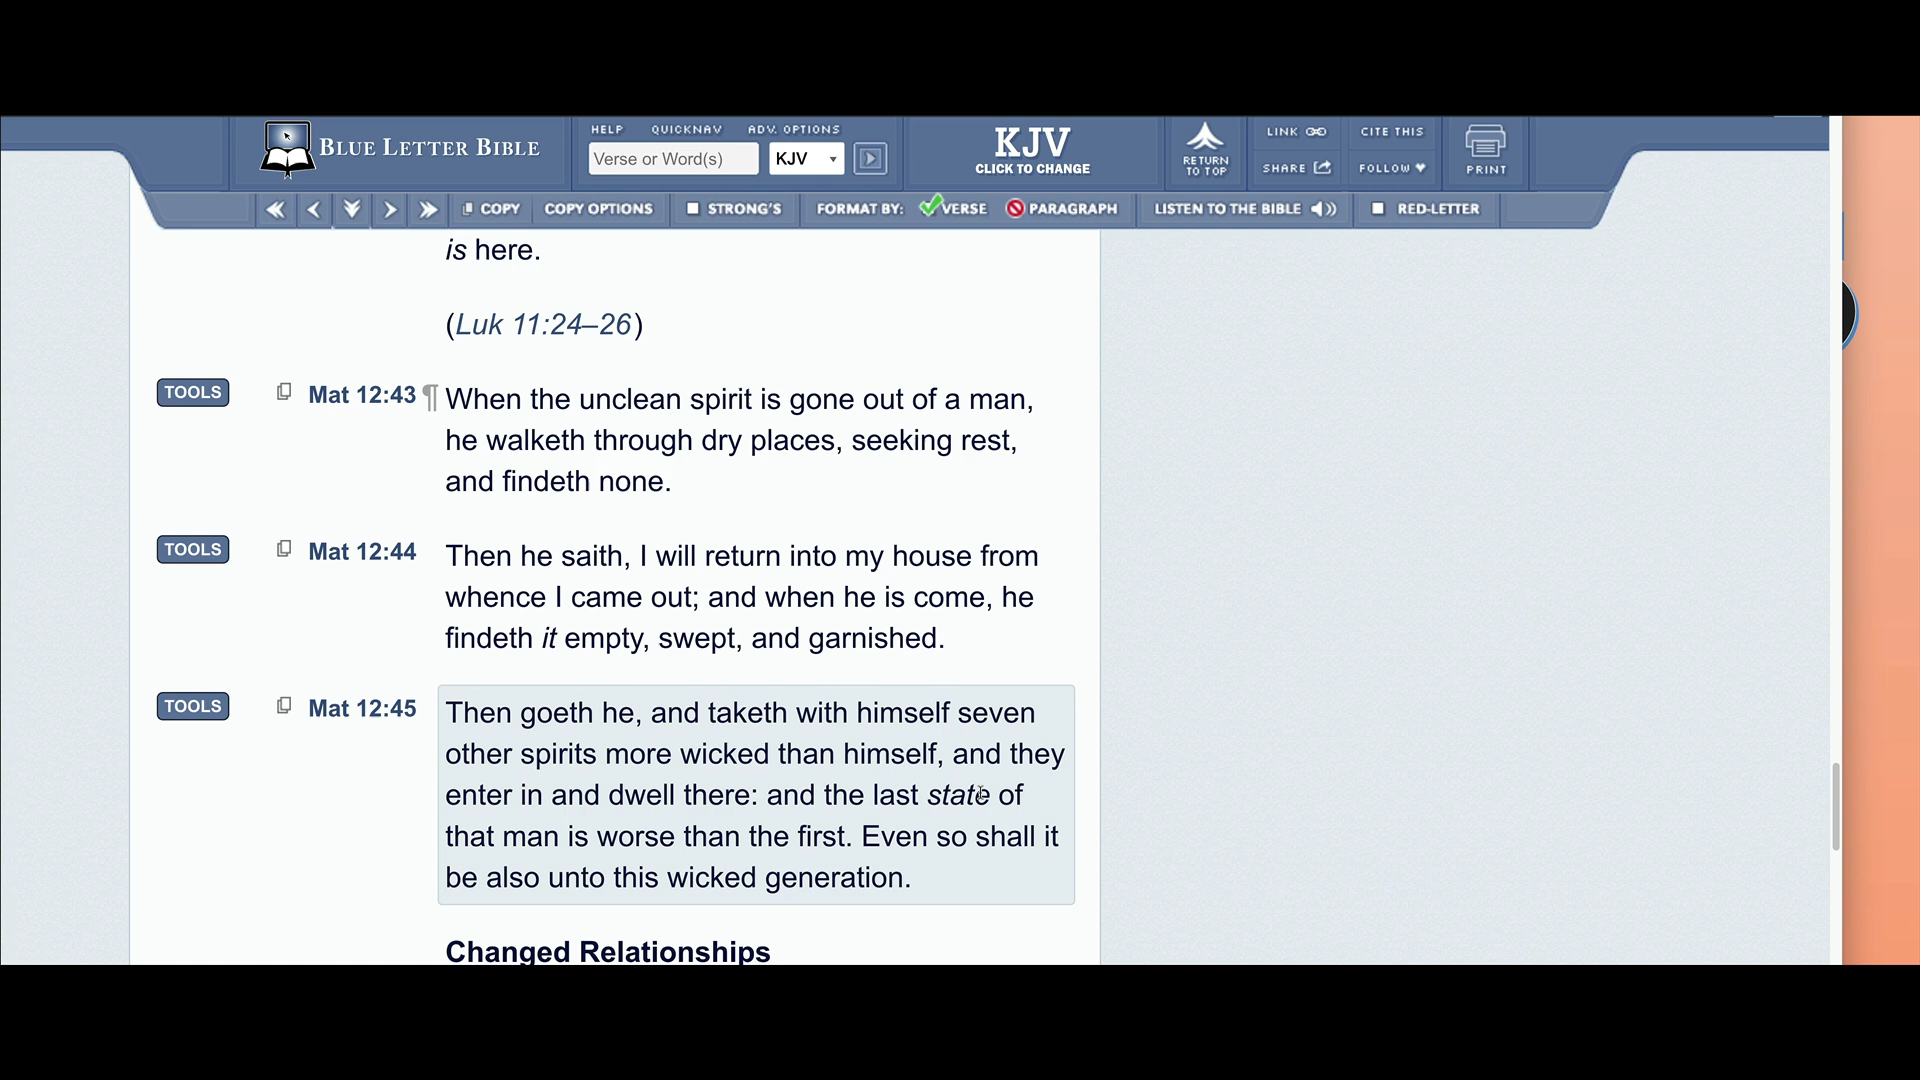 BLUE LETTER BIBLE
HELP QUICKNAV ADV. OPTIONS
Verse or Word(s) KJV
KJV
CLICK TO CHANGE
RETURN
TO TOP
LINK CITE THIS
SHARE FOLLOW
PRINT
COPY COPY OPTIONS STRONG'S FORMAT BY: VERSE PARAGRAPH LISTEN TO THE BIBLE RED-LETTER
is here.
(Luk 11:24–26)
TOOLS Mat 12:43 ¶ When the unclean spirit is gone out of a man,
he walketh through dry places, seeking rest,
and findeth none.
TOOLS Mat 12:44 Then he saith, I will return into my house from
whence I came out; and when he is come, he
findeth it empty, swept, and garnished.
TOOLS Mat 12:45 Then goeth he, and taketh with himself seven
other spirits more wicked than himself, and they
enter in and dwell there: and the last state of
that man is worse than the first. Even so shall it
be also unto this wicked generation.
Changed Relationships